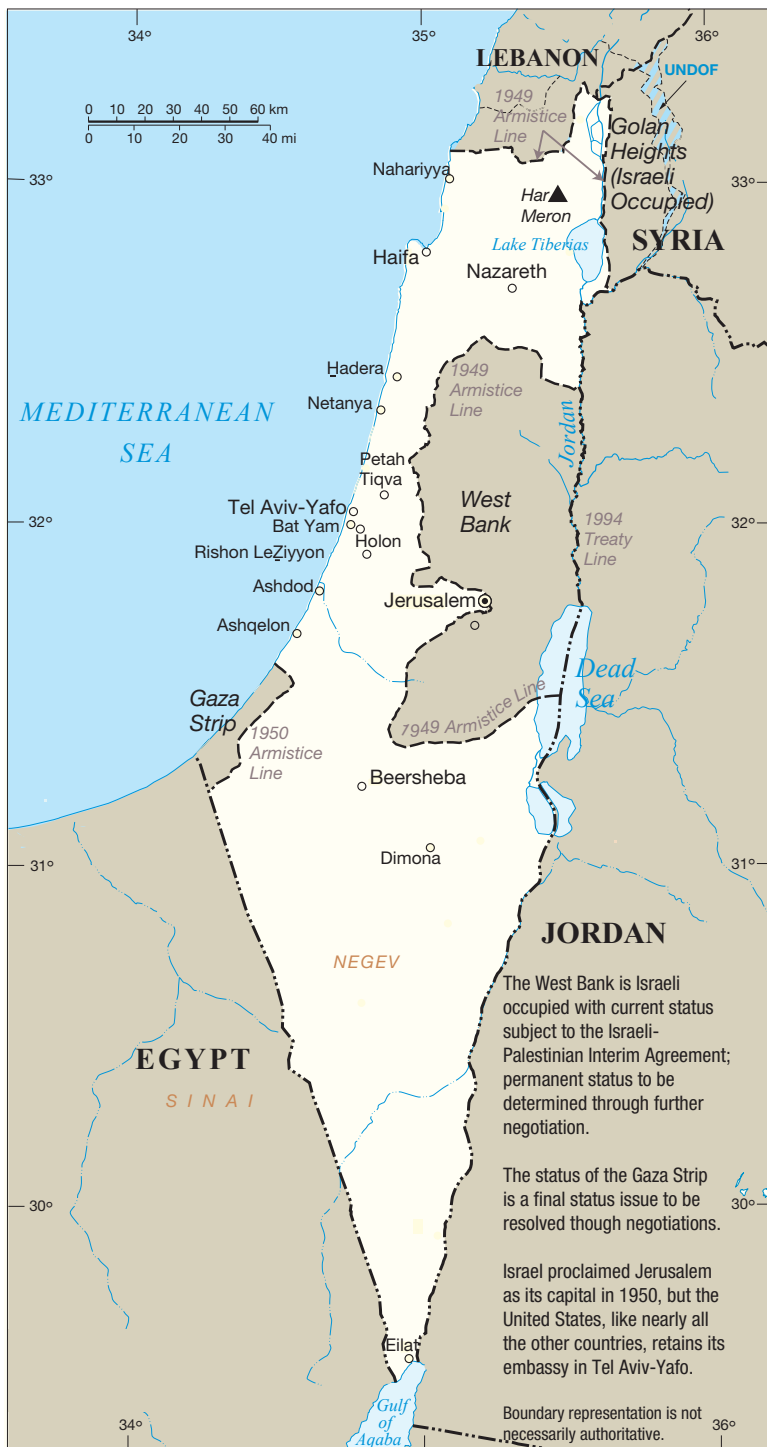 34°
35°
36°
LEBANON
UNDOF
0 10 20 30 40 50 60 km
0 10 20 30 40 mi
1949
Armistice
Line
Golan
Heights
(Israeli
Occupied)
33°
Nahariyya
33°
Har
Meron
SYRIA
Lake Tiberias
Haifa
Nazareth
Hadera
1949
Armistice
Line
Netanya
MEDITERRANEAN
SEA
Jordan
Petah
Tiqva
West
Bank
Tel Aviv-Yafo
32°
32°
Bat Yam
1994
Treaty
Line
Holon
Rishon LeZiyyon
Ashdod
Jerusalem
Ashqelon
Dead
Sea
Gaza
Strip
1949 Armistice Line
1950
Armistice
Line
Beersheba
Dimona
31°
31°
JORDAN
NEGEV
The West Bank is Israeli
occupied with current status
subject to the Israeli-
Palestinian Interim Agreement;
permanent status to be
determined through further
negotiation.
EGYPT
SINAI
The status of the Gaza Strip
is a final status issue to be
resolved though negotiations.
30°
30°
Israel proclaimed Jerusalem
as its capital in 1950, but the
United States, like nearly all
the other countries, retains its
embassy in Tel Aviv-Yafo.
Eilat
Gulf
of
Aqaba
Boundary representation is not
necessarily authoritative.
34°
35°
36°